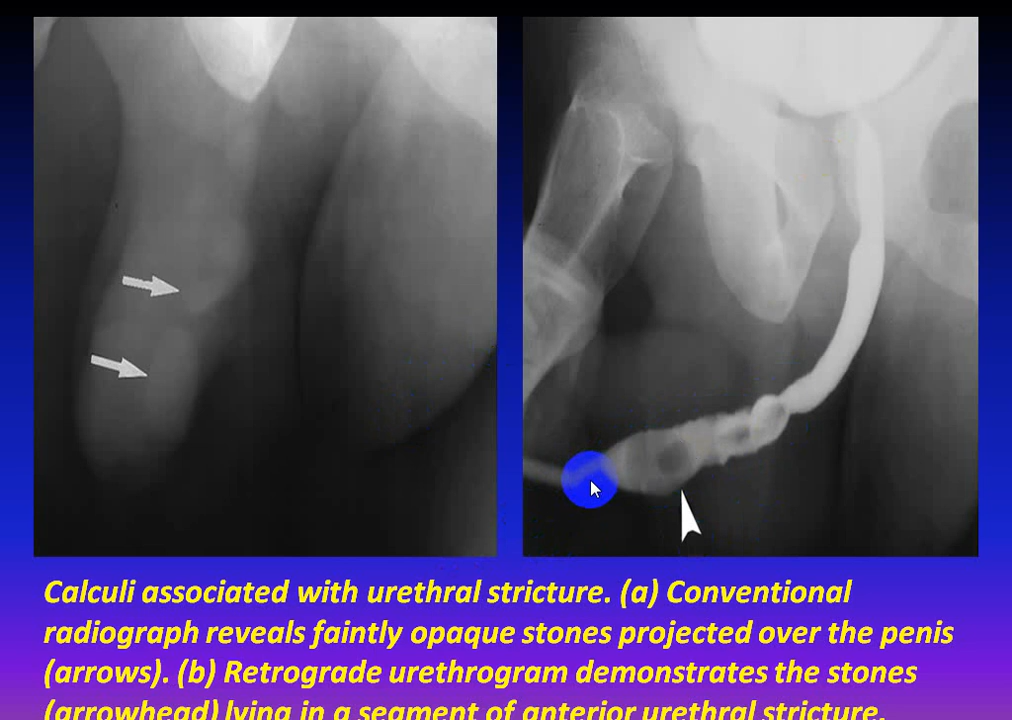 Calculi associated with urethral stricture. (a) Conventional
radiograph reveals faintly opaque stones projected over the penis
(arrows). (b) Retrograde urethrogram demonstrates the stones
(arrowhead) lying in a segment of anterior urethral stricture.